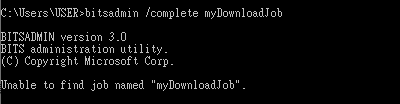 C:\Users\USER>bitsadmin /complete myDownloadJob
BITSADMIN version 3.0
BITS administration utility.
(C) Copyright Microsoft Corp.
Unable to find job named "myDownloadJob".